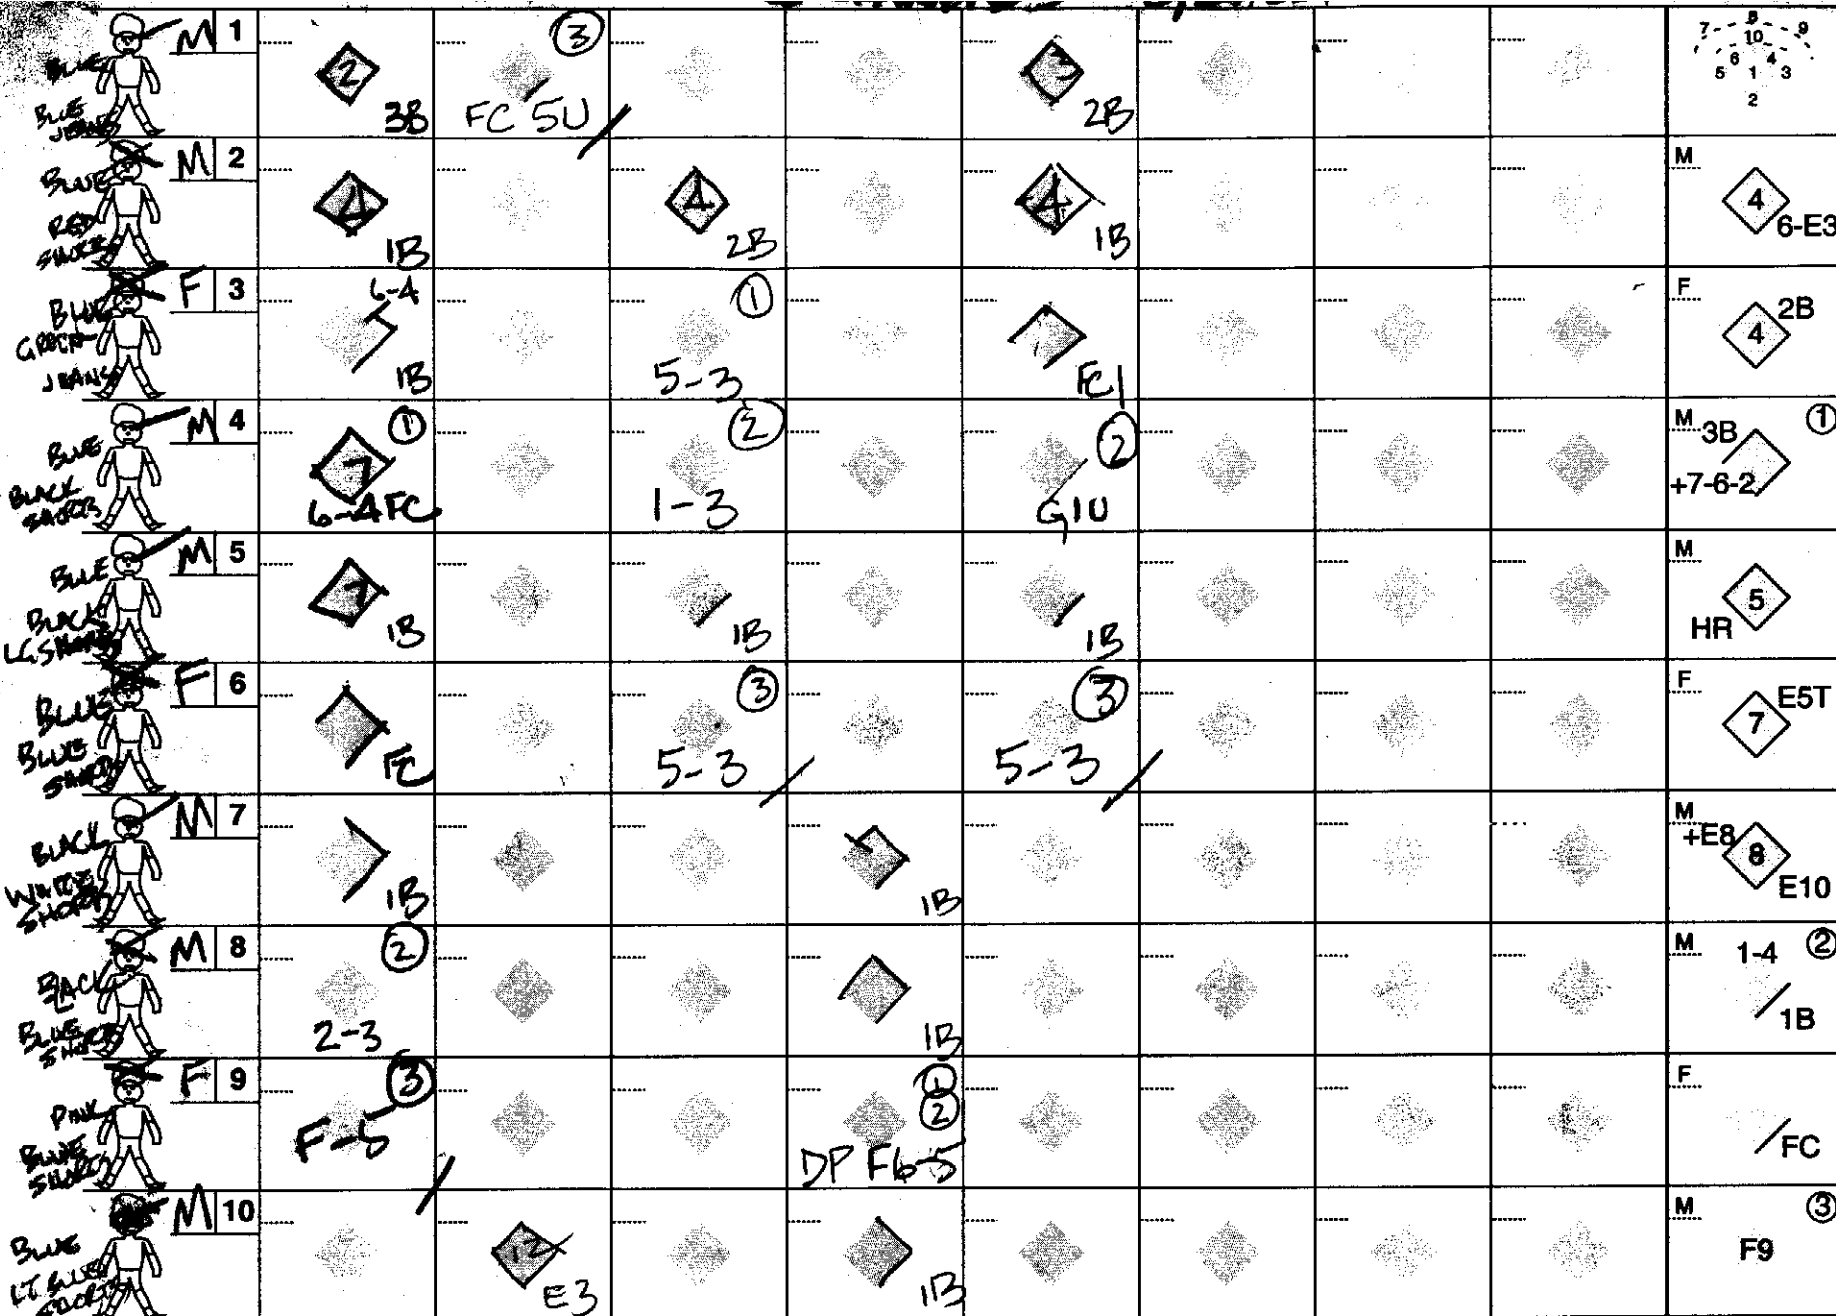 M 1 2 3B FC 5U 3 3 2B 7 8 9 10 6 4 5 1 3 2
BLUE
BLUE
JEANS
M 2 4 1B 4 2B 4 1B M 4 6-E3
BLUE
RED
SHORTS
F 3 6-4 1B 1 5-3 FC1 F 2B 4
BLUE
GREEN
JEANS
M 4 1 7 6-4 FC 2 1-3 2 G1U M 3B 1 +7-6-2
BLUE
BLACK
SHORTS
M 5 7 1B 1B 1B M 5 HR
BLUE
BLACK
LG SHORTS
F 6 FC 3 5-3 3 5-3 F E5T 7
BLUE
BLUE
SHORTS
M 7 1B 1B M +E8 8 E10
BLACK
WHITE
SHORTS
M 8 2 2-3 1B M 1-4 2 1B
BLACK
BLUE
SHORTS
F 9 3 F-5 1 2 DP F6-5 F FC
PINK
BLUE
SHORTS
M 10 12 E3 1B M 3 F9
BLUE
LT BLUE
SHORTS